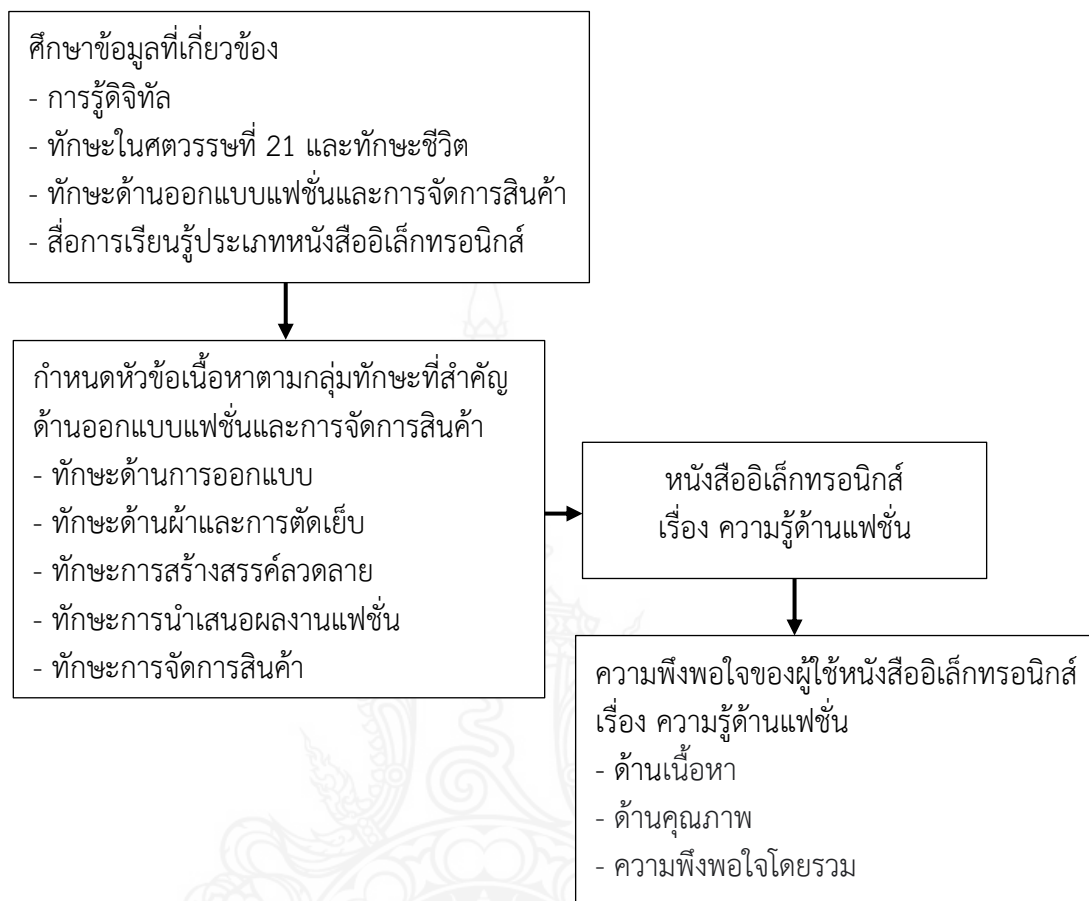 ศึกษาข้อมูลที่เกี่ยวข้อง
- การรู้ดิจิทัล
- ทักษะในศตวรรษที่ 21 และทักษะชีวิต
- ทักษะด้านออกแบบแฟชั่นและการจัดการสินค้า
- สื่อการเรียนรู้ประเภทหนังสืออิเล็กทรอนิกส์
กำหนดหัวข้อเนื้อหาตามกลุ่มทักษะที่สำคัญ
ด้านออกแบบแฟชั่นและการจัดการสินค้า
- ทักษะด้านการออกแบบ
- ทักษะด้านผ้าและการตัดเย็บ
- ทักษะการสร้างสรรค์ลวดลาย
- ทักษะการนำเสนอผลงานแฟชั่น
- ทักษะการจัดการสินค้า
หนังสืออิเล็กทรอนิกส์
เรื่อง ความรู้ด้านแฟชั่น
ความพึงพอใจของผู้ใช้หนังสืออิเล็กทรอนิกส์
เรื่อง ความรู้ด้านแฟชั่น
- ด้านเนื้อหา
- ด้านคุณภาพ
- ความพึงพอใจโดยรวม